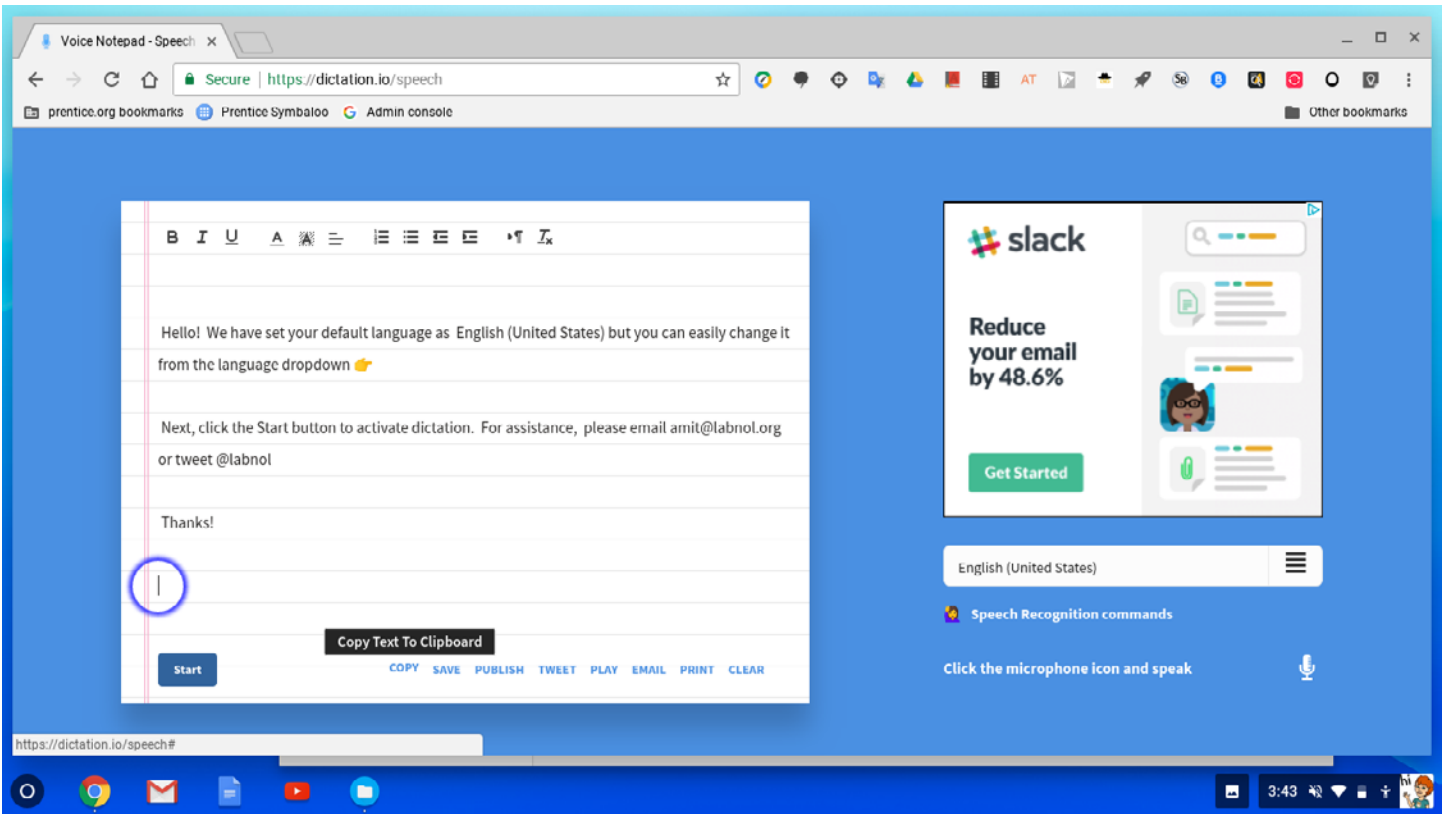 Voice Notepad - Speech
Secure | https://dictation.io/speech
AT
prentice.org bookmarks Prentice Symbaloo G Admin console Other bookmarks
B I U A A
Hello! We have set your default language as English (United States) but you can easily change it
from the language dropdown 👉
Next, click the Start button to activate dictation. For assistance, please email amit@labnol.org
or tweet @labnol
Thanks!
Copy Text To Clipboard
Start COPY SAVE PUBLISH TWEET PLAY EMAIL PRINT CLEAR
slack
Reduce
your email
by 48.6%
Get Started
English (United States)
Speech Recognition commands
Click the microphone icon and speak
https://dictation.io/speech#
3:43
hi